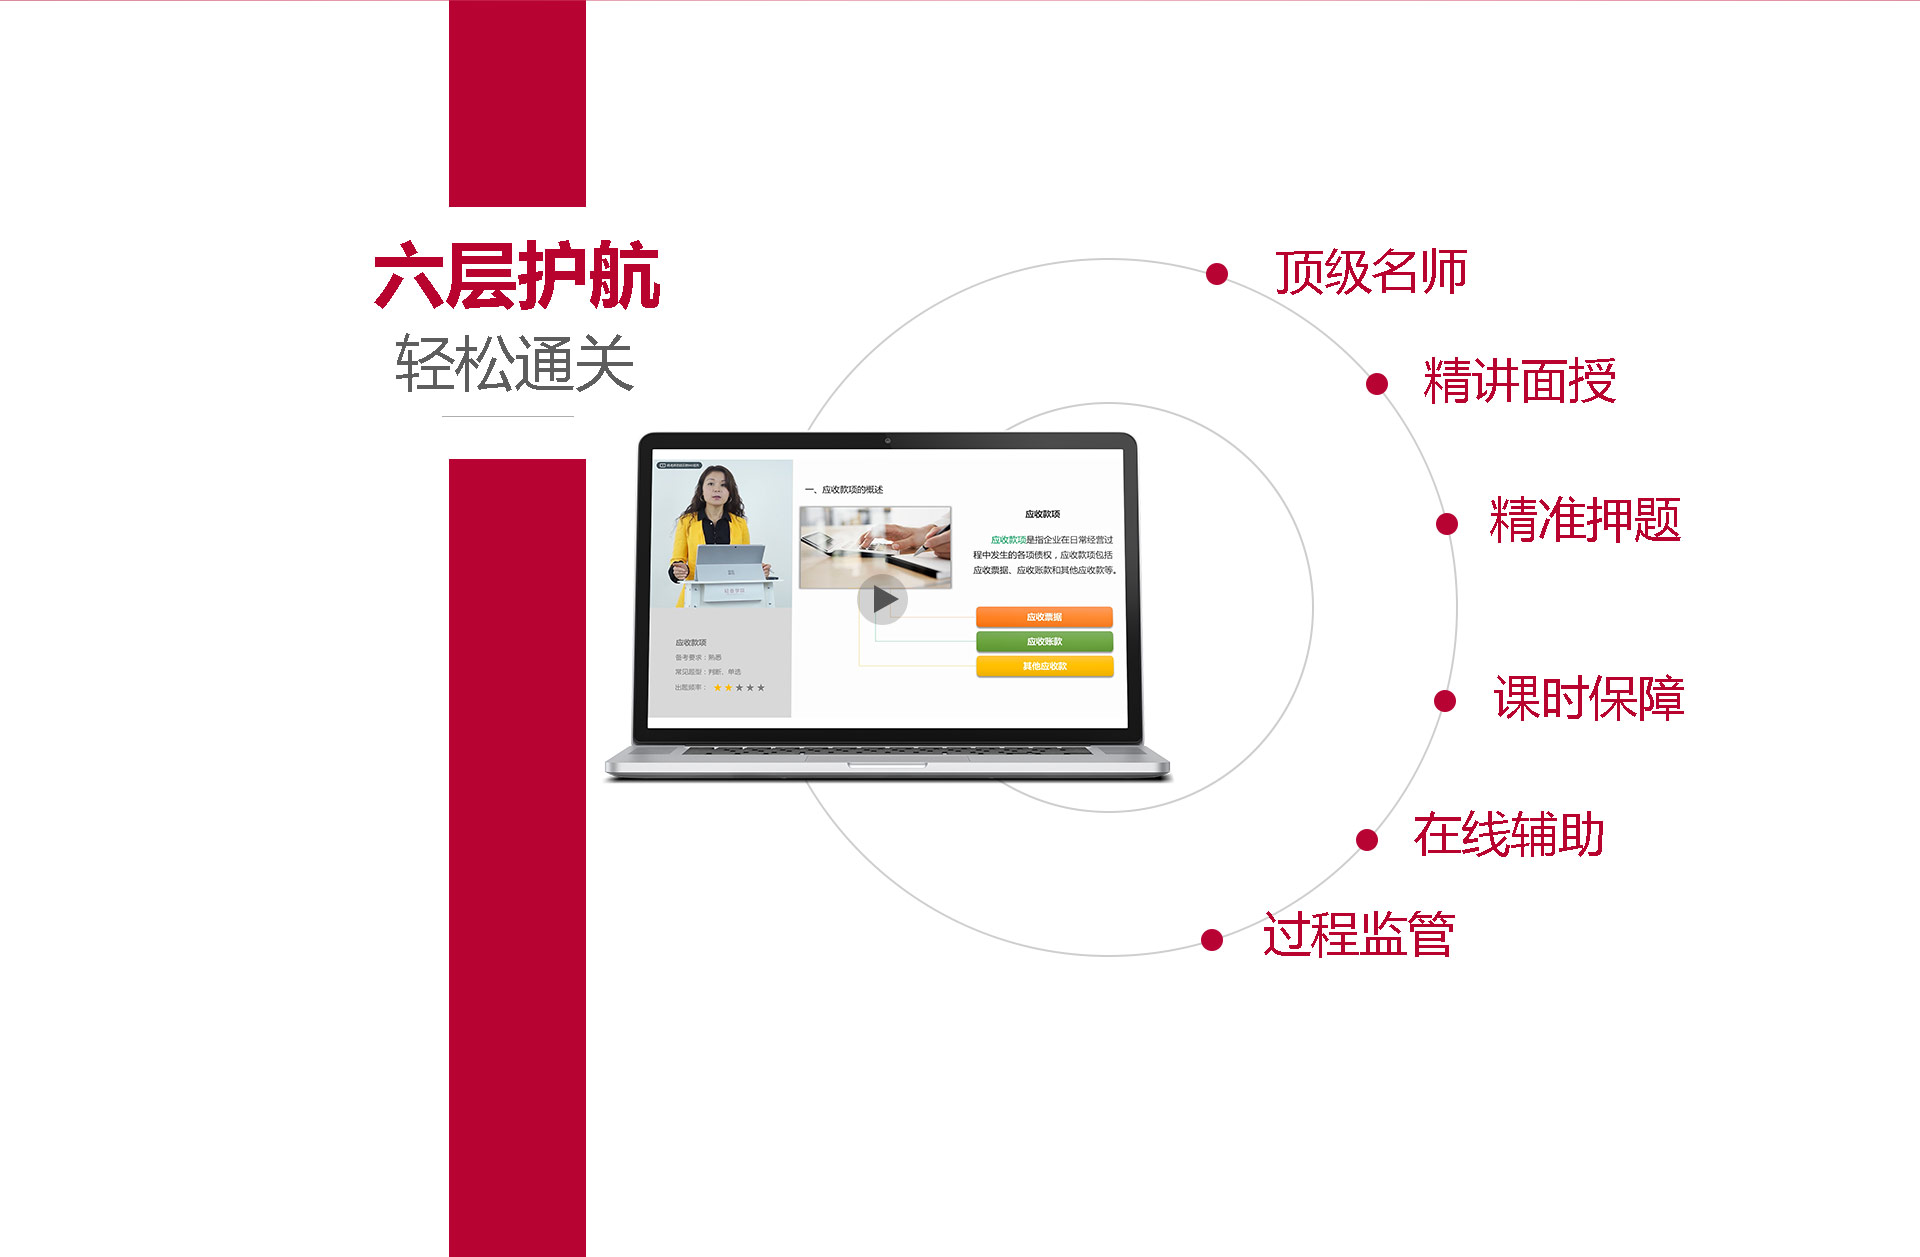 六层护航
轻松通关
顶级名师
精讲面授
精准押题
课时保障
在线辅助
过程监管
一、应收款项的概述
应收款项
应收款项是指企业在日常经营过
程中发生的各项债权，应收款项包括
应收票据、应收账款和其他应收款等。
应收票据
应收账款
其他应收款
应收款项
备考要求：熟悉
常见题型：判断、单选
出题频率：